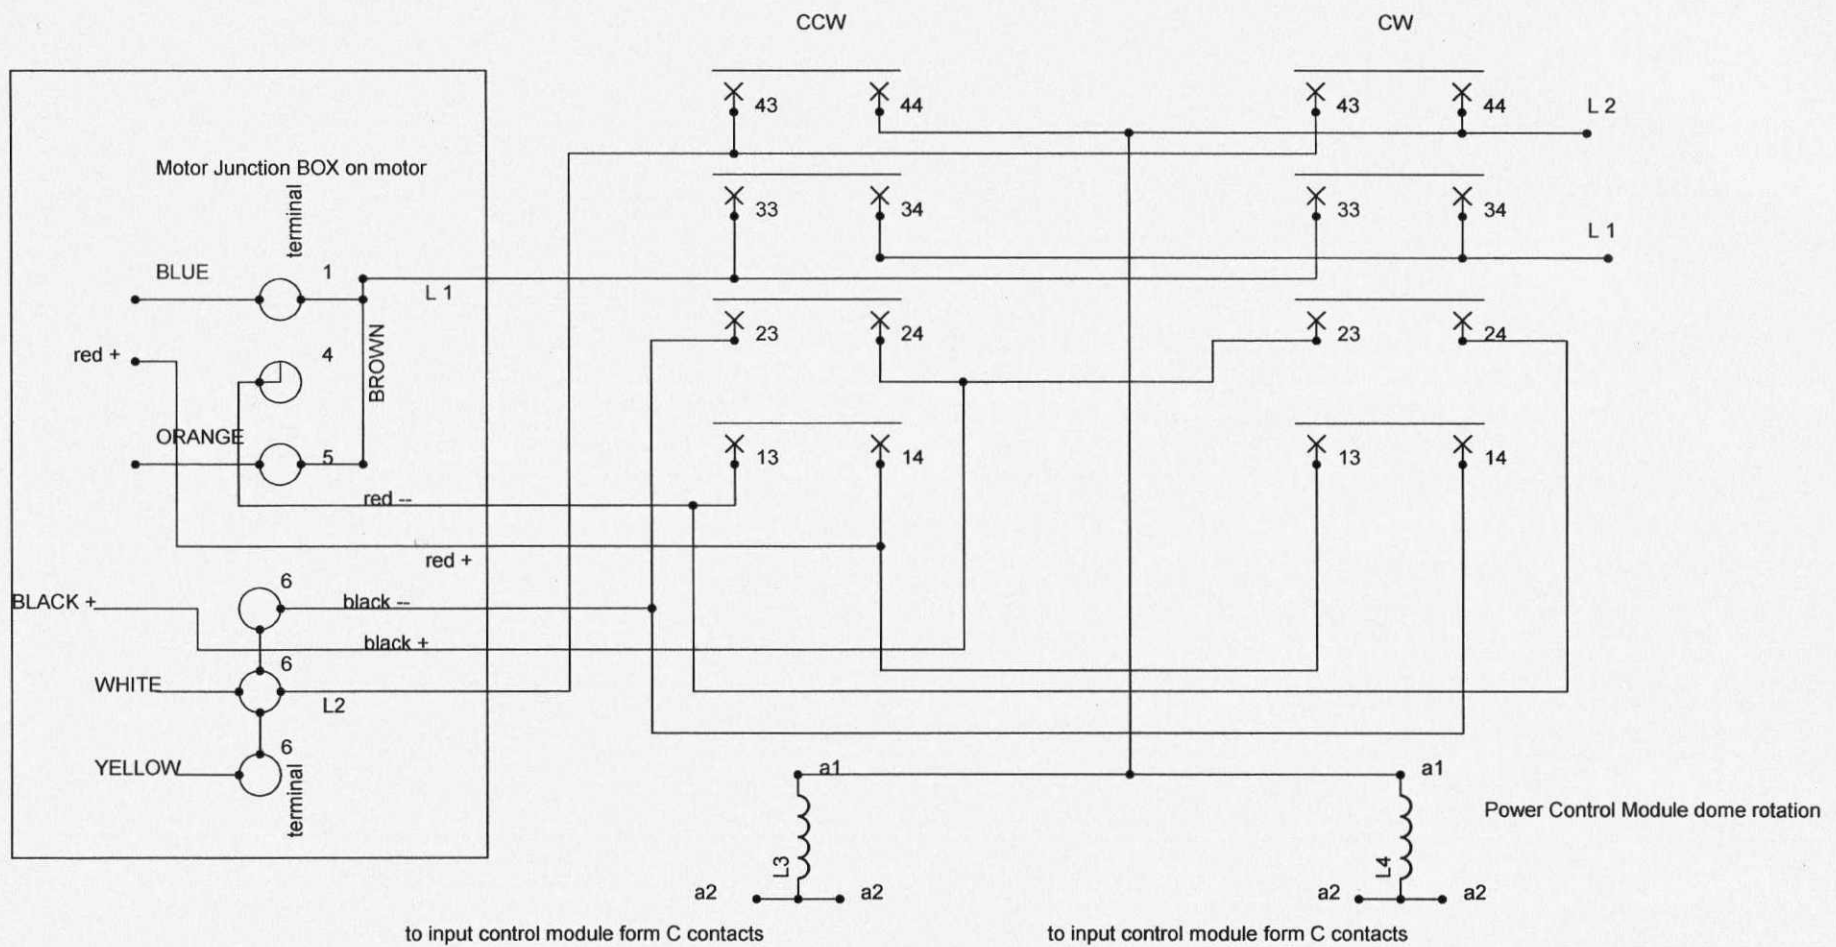 CCW
CW
43
44
43
44
L 2
Motor Junction BOX on motor
terminal
33
34
33
34
L 1
BLUE
1
L 1
23
24
23
24
red +
4
BROWN
ORANGE
5
13
14
13
14
red --
red +
6
BLACK +
black --
black +
6
WHITE
L2
6
YELLOW
terminal
a1
a1
Power Control Module dome rotation
L3
L4
a2
a2
a2
a2
to input control module form C contacts
to input control module form C contacts